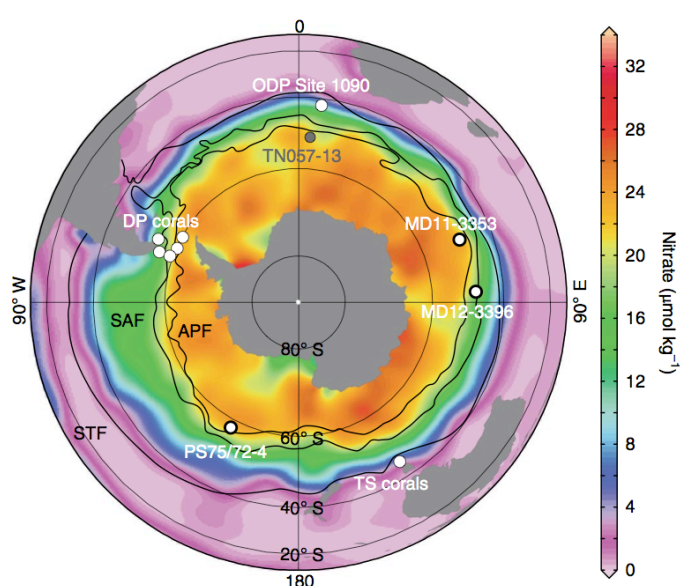 0
ODP Site 1090
TN057-13
DP corals
MD11-3353
90° W
90° E
MD12-3396
SAF
APF
80° S
STF
60° S
PS75/72-4
TS corals
40° S
20° S
180
32
28
24
20
16
12
8
4
0
Nitrate (μmol kg⁻¹)